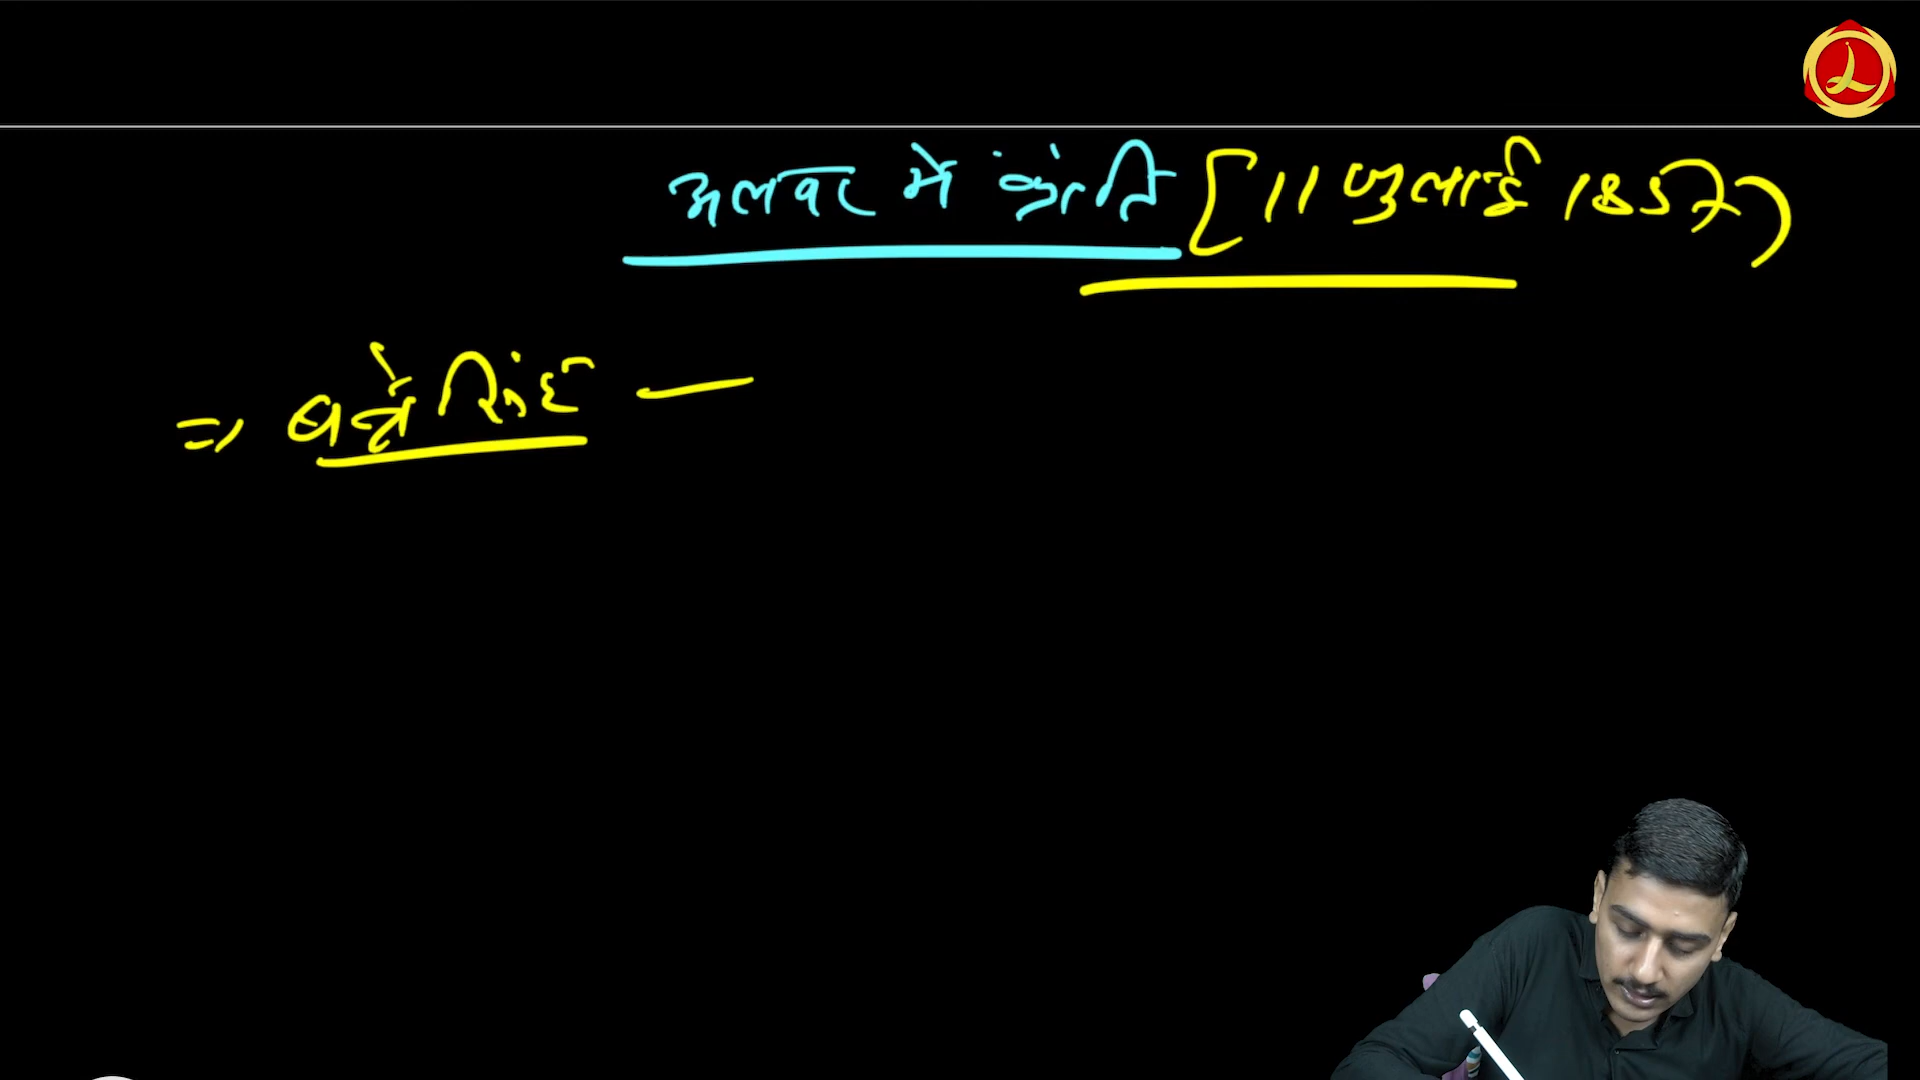 अलवर में क्रांति [11 जुलाई 1857)
⇒ बन्ने सिंह —